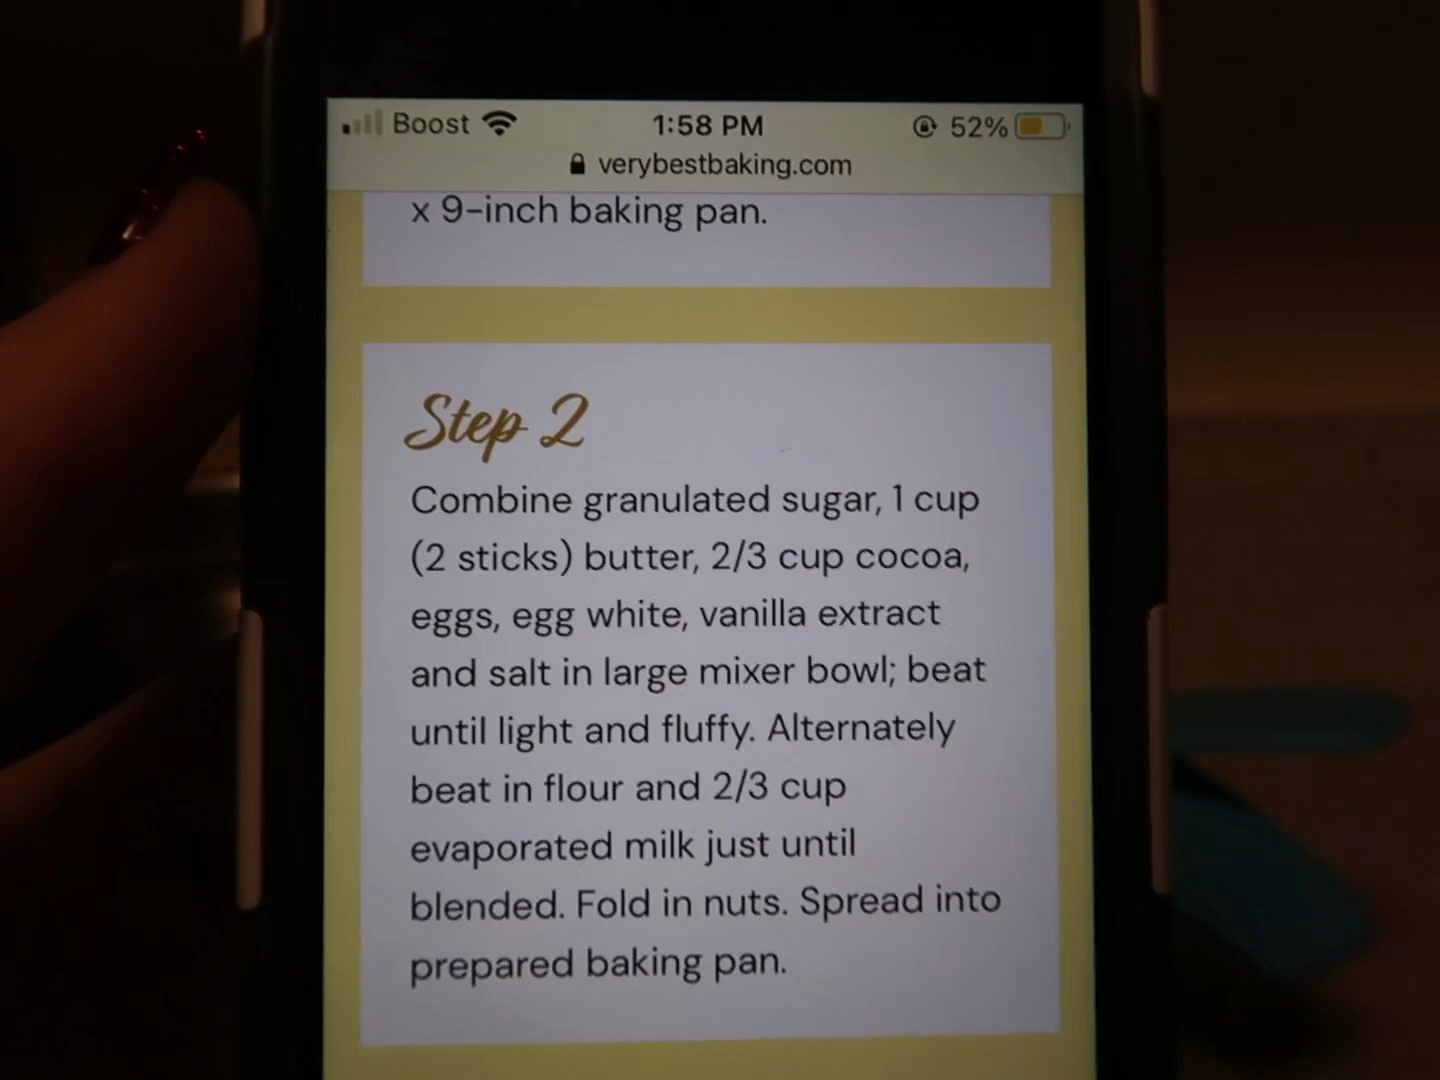 Boost 1:58 PM 52%
verybestbaking.com
x 9-inch baking pan.
Step 2
Combine granulated sugar, 1 cup
(2 sticks) butter, 2/3 cup cocoa,
eggs, egg white, vanilla extract
and salt in large mixer bowl; beat
until light and fluffy. Alternately
beat in flour and 2/3 cup
evaporated milk just until
blended. Fold in nuts. Spread into
prepared baking pan.